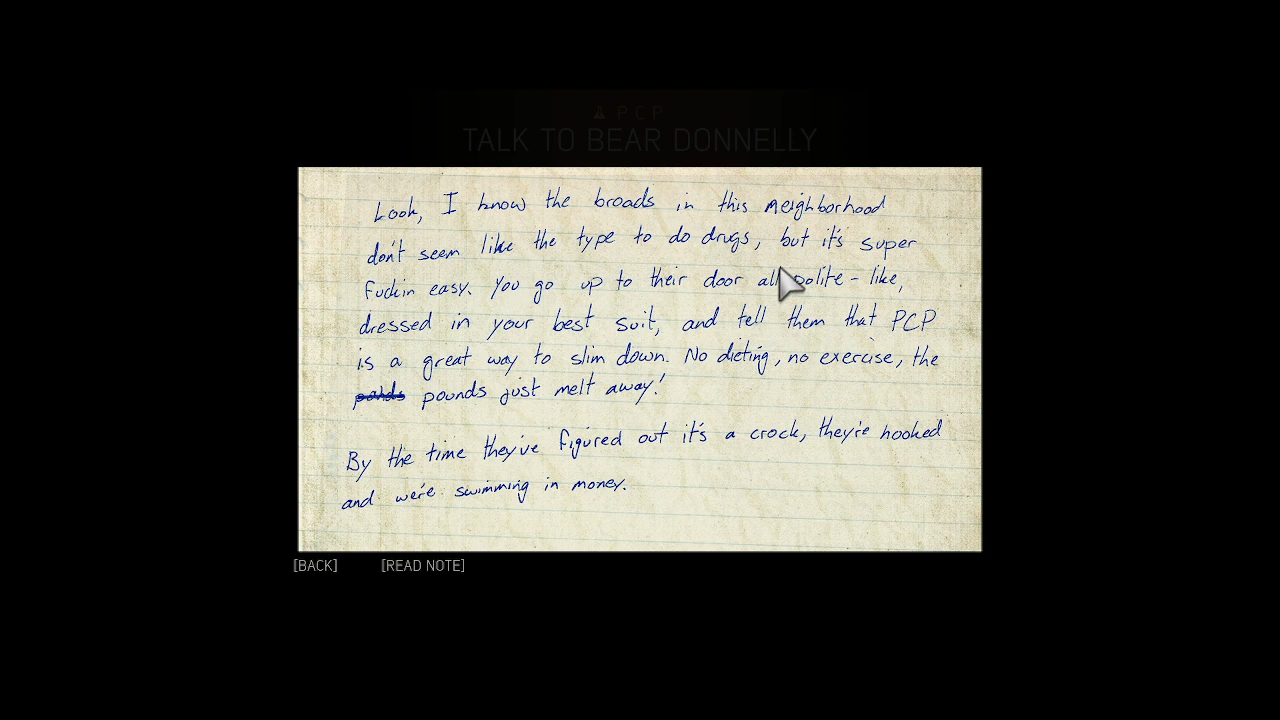 PCP
TALK TO BEAR DONNELLY
Look, I know the broads in this neighborhood
don't seem like the type to do drugs, but it's super
fuckin easy. You go up to their door all polite-like,
dressed in your best suit, and tell them that PCP
is a great way to slim down. No dieting, no exercise, the
pounds just melt away!
By the time they've figured out it's a crock, they're hooked
and we're swimming in money.
[BACK] [READ NOTE]